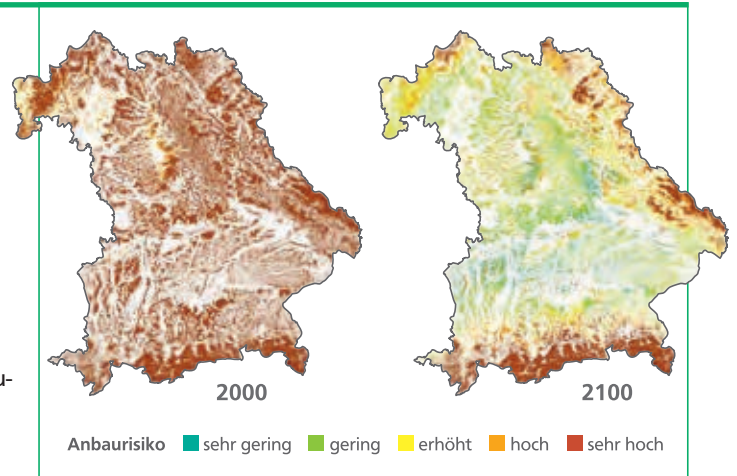 u-
2000
2100
Anbaurisiko sehr gering gering erhöht hoch sehr hoch